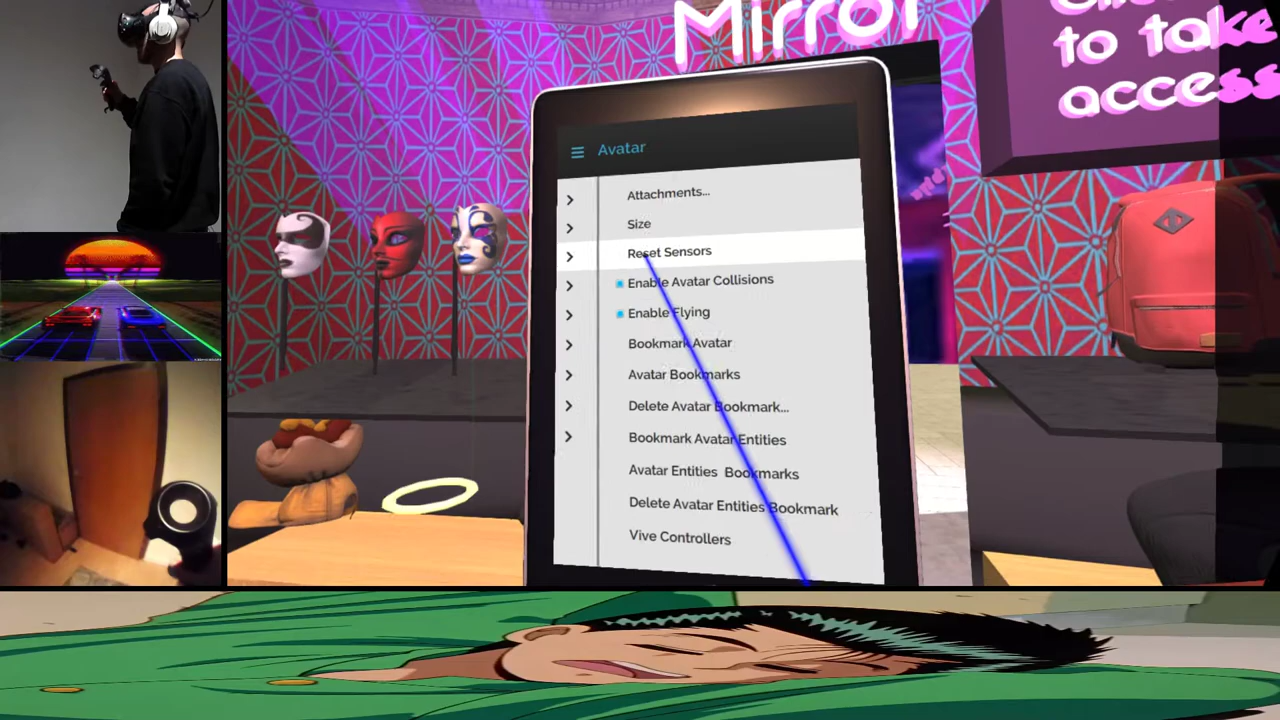 Mirror
to take
access
Avatar
Attachments...
Size
Reset Sensors
Enable Avatar Collisions
Enable Flying
Bookmark Avatar
Avatar Bookmarks
Delete Avatar Bookmark...
Bookmark Avatar Entities
Avatar Entities Bookmarks
Delete Avatar Entities Bookmark
Vive Controllers